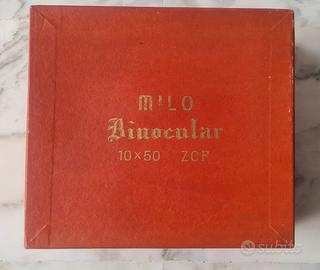 MILO
Binocular
10×50 ZCF
subito